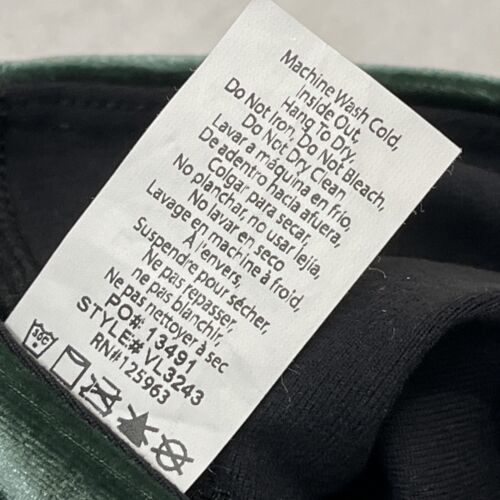 Machine Wash Cold,
Inside Out,
Hang To Dry,
Do Not Iron, Do Not Bleach,
Do Not Dry Clean
Lavar a máquina en frio,
De adentro hacia afuera,
Colgar para secar,
No planchar, no usar lejia,
No lavar en seco
Lavage en machine à froid,
À l'envers,
Suspendre pour sécher.
Ne pas repasser,
ne pas blanchir,
Ne pas nettoyer à sec
PO#: 13491
STYLE# VL3243
RN#125963